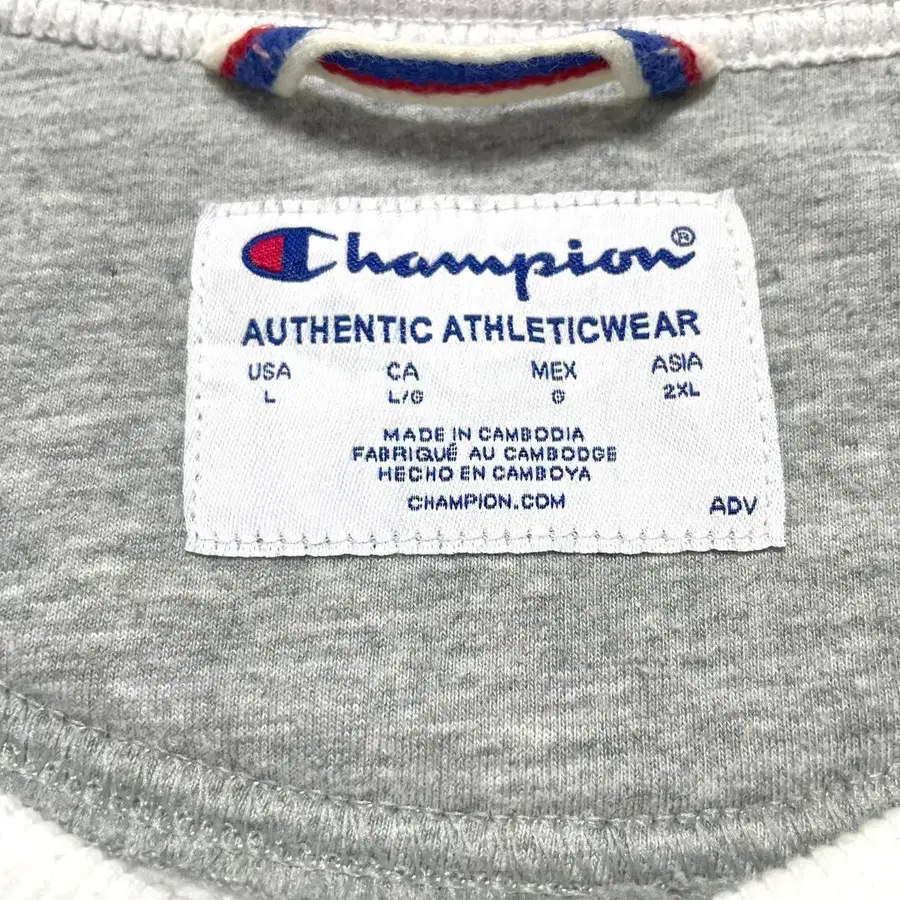 Champion®
AUTHENTIC ATHLETICWEAR
USA CA MEX ASIA
L L/G G 2XL
MADE IN CAMBODIA
FABRIQUÉ AU CAMBODGE
HECHO EN CAMBOYA
CHAMPION.COM
ADV